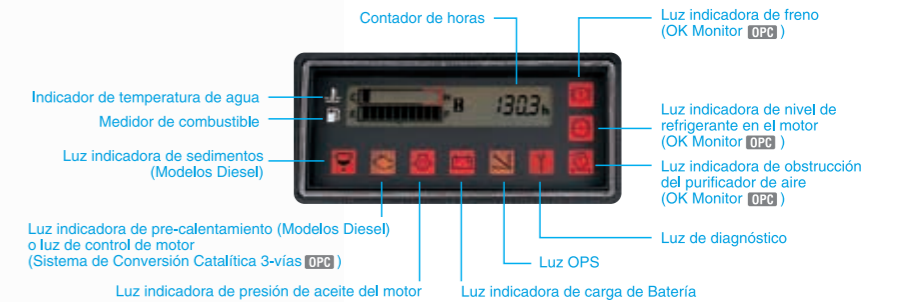 Contador de horas
Luz indicadora de freno
(OK Monitor OPC )
Indicador de temperatura de agua
Medidor de combustible
130.3 h
Luz indicadora de nivel de
refrigerante en el motor
(OK Monitor OPC )
Luz indicadora de sedimentos
(Modelos Diesel)
Luz indicadora de obstrucción
del purificador de aire
(OK Monitor OPC )
Luz indicadora de pre-calentamiento (Modelos Diesel)
o luz de control de motor
(Sistema de Conversión Catalítica 3-vías OPC )
Luz de diagnóstico
Luz OPS
Luz indicadora de presión de aceite del motor
Luz indicadora de carga de Batería